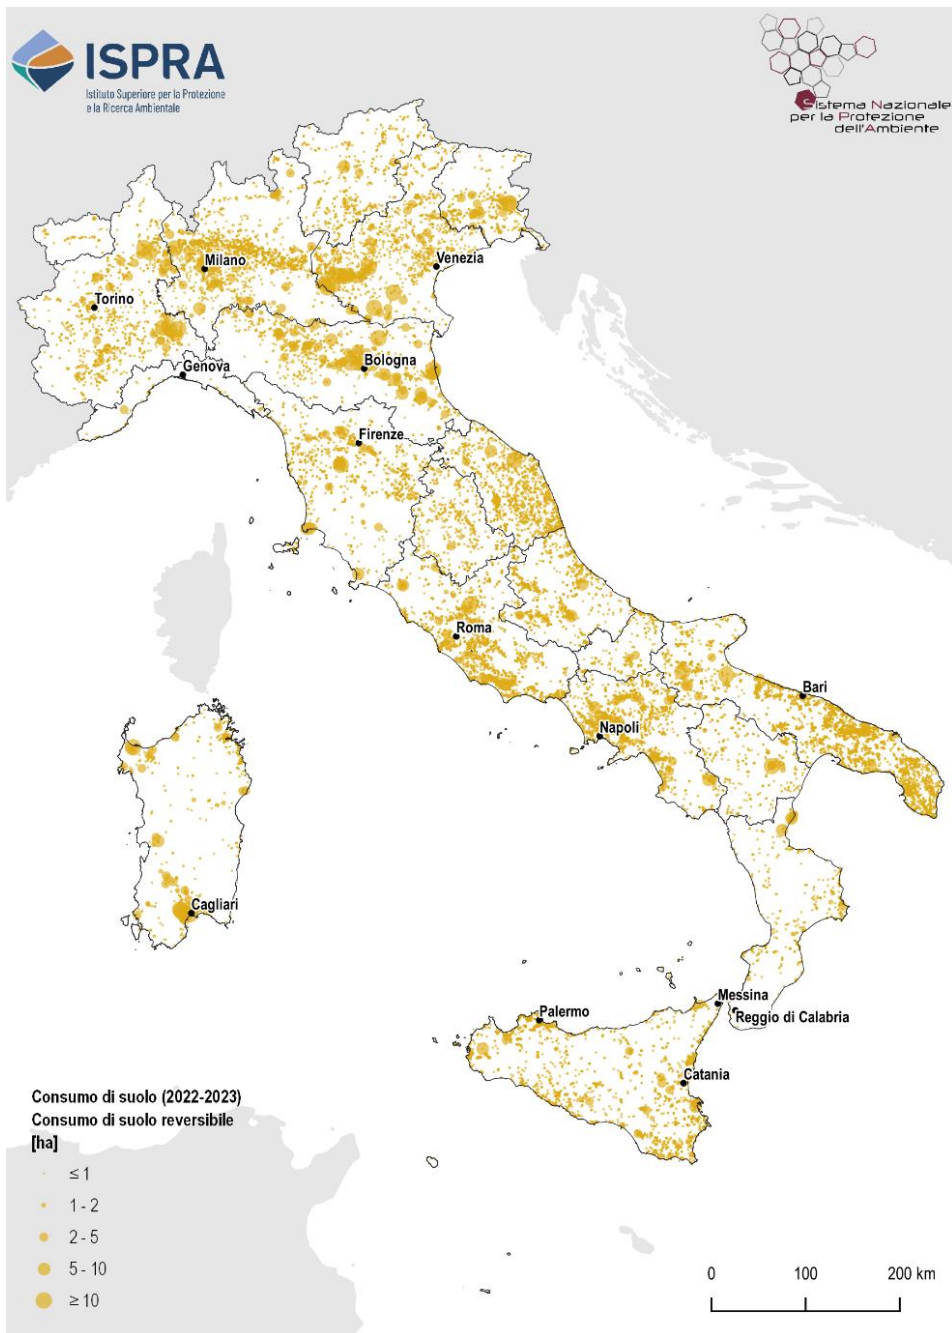 ISPRA
Istituto Superiore per la Protezione
e la Ricerca Ambientale
Sistema Nazionale
per la Protezione
dell'Ambiente
Milano
Venezia
Torino
Genova
Bologna
Firenze
Roma
Bari
Napoli
Cagliari
Messina
Reggio di Calabria
Palermo
Catania
Consumo di suolo (2022-2023)
Consumo di suolo reversibile
[ha]
≤ 1
1 - 2
2 - 5
5 - 10
≥ 10
0 100 200 km